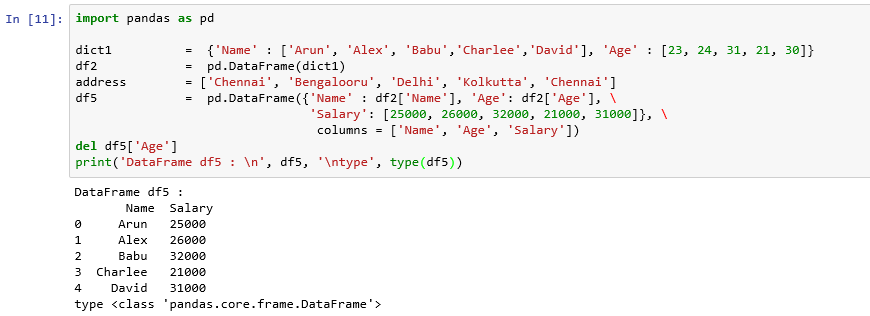 In [11]: import pandas as pd
dict1 = {'Name' : ['Arun', 'Alex', 'Babu','Charlee','David'], 'Age' : [23, 24, 31, 21, 30]}
df2 = pd.DataFrame(dict1)
address = ['Chennai', 'Bengalooru', 'Delhi', 'Kolkutta', 'Chennai']
df5 = pd.DataFrame({'Name' : df2['Name'], 'Age': df2['Age'], \
'Salary': [25000, 26000, 32000, 21000, 31000]}, \
columns = ['Name', 'Age', 'Salary'])
del df5['Age']
print('DataFrame df5 : \n', df5, '\ntype', type(df5))
DataFrame df5 :
Name Salary
0 Arun 25000
1 Alex 26000
2 Babu 32000
3 Charlee 21000
4 David 31000
type <class 'pandas.core.frame.DataFrame'>